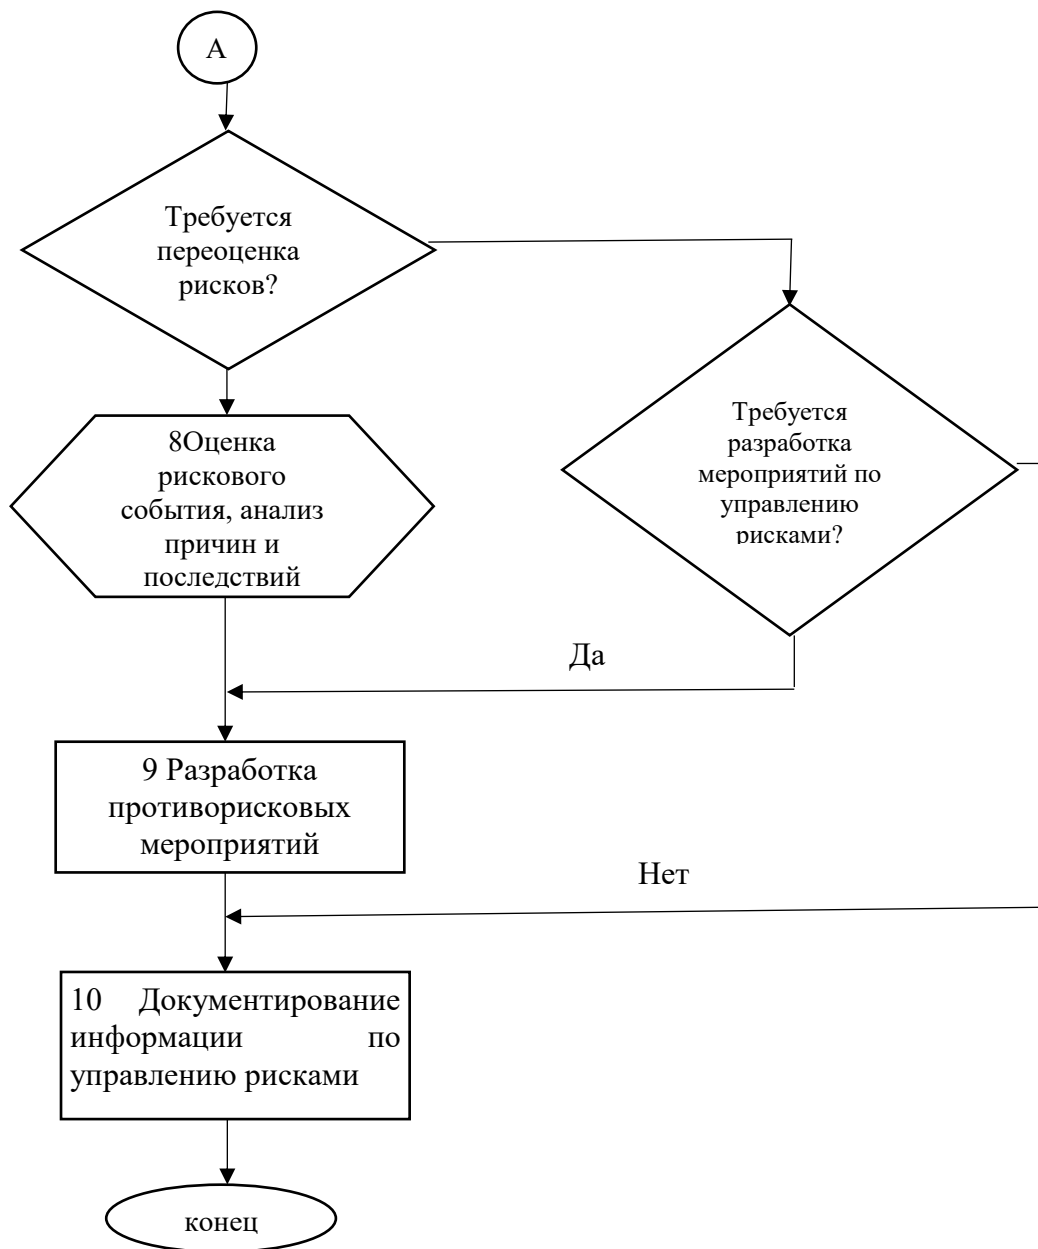 А
Требуется
переоценка
рисков?
Требуется
разработка
мероприятий по
управлению
рисками?
8Оценка
рискового
события, анализ
причин и
последствий
Да
9 Разработка
противорисковых
мероприятий
Нет
10 Документирование
информации по
управлению рисками
конец